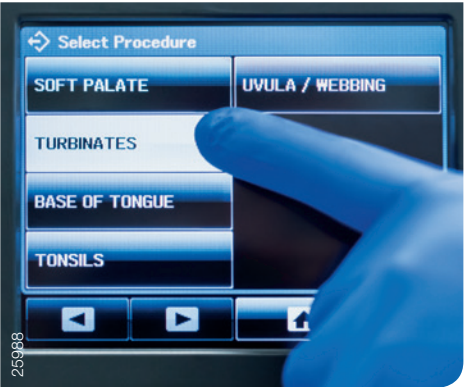 Select Procedure
SOFT PALATE
UVULA / WEBBING
TURBINATES
BASE OF TONGUE
TONSILS
25988